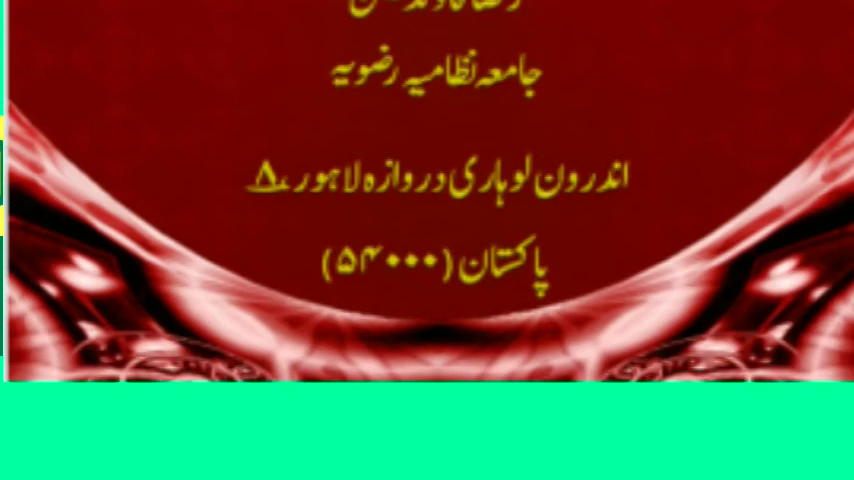 جامعہ نظامیہ رضویہ
اندرون لوہاری دروازہ لاہور ۸
پاکستان (۵۴۰۰۰)